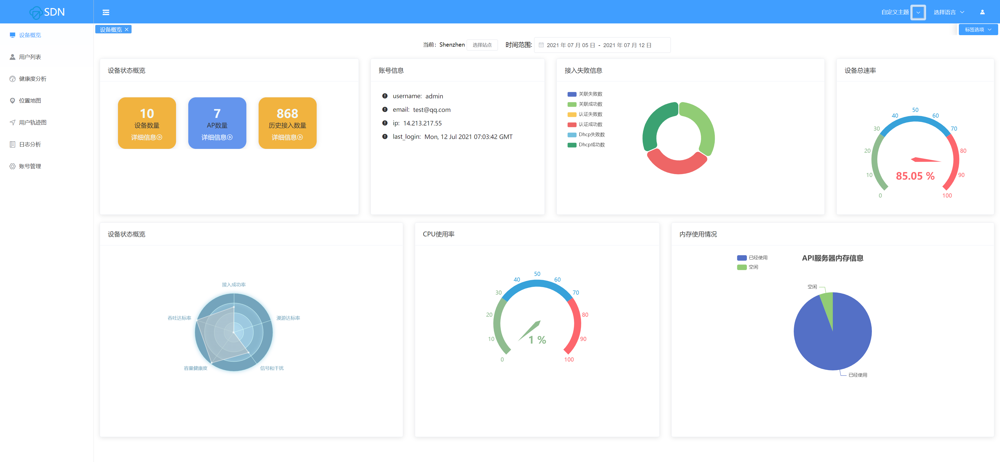 SDN
自定义主题
选择语言
设备概览
用户列表
健康度分析
位置地图
用户轨迹图
日志分析
账号管理
设备概览
标签选项
当前：Shenzhen 选择站点 时间范围: 2021 年 07 月 05 日 - 2021 年 07 月 12 日
设备状态概览
10
设备数量
详细信息
7
AP数量
详细信息
868
历史接入数量
详细信息
账号信息
username: admin
email: test@qq.com
ip: 14.213.217.55
last_login: Mon, 12 Jul 2021 07:03:42 GMT
接入失败信息
关联失败数
关联成功数
认证失败数
认证成功数
Dhcp失败数
Dhcp成功数
设备总速率
0
10
20
30
40
50
60
70
80
90
100
85.05 %
设备状态概览
接入成功率
吞吐达标率
漫游达标率
容量健康度
信号和干扰
CPU使用率
0
10
20
30
40
50
60
70
80
90
100
1 %
内存使用情况
已经使用
空闲
API服务器内存信息
空闲
已经使用